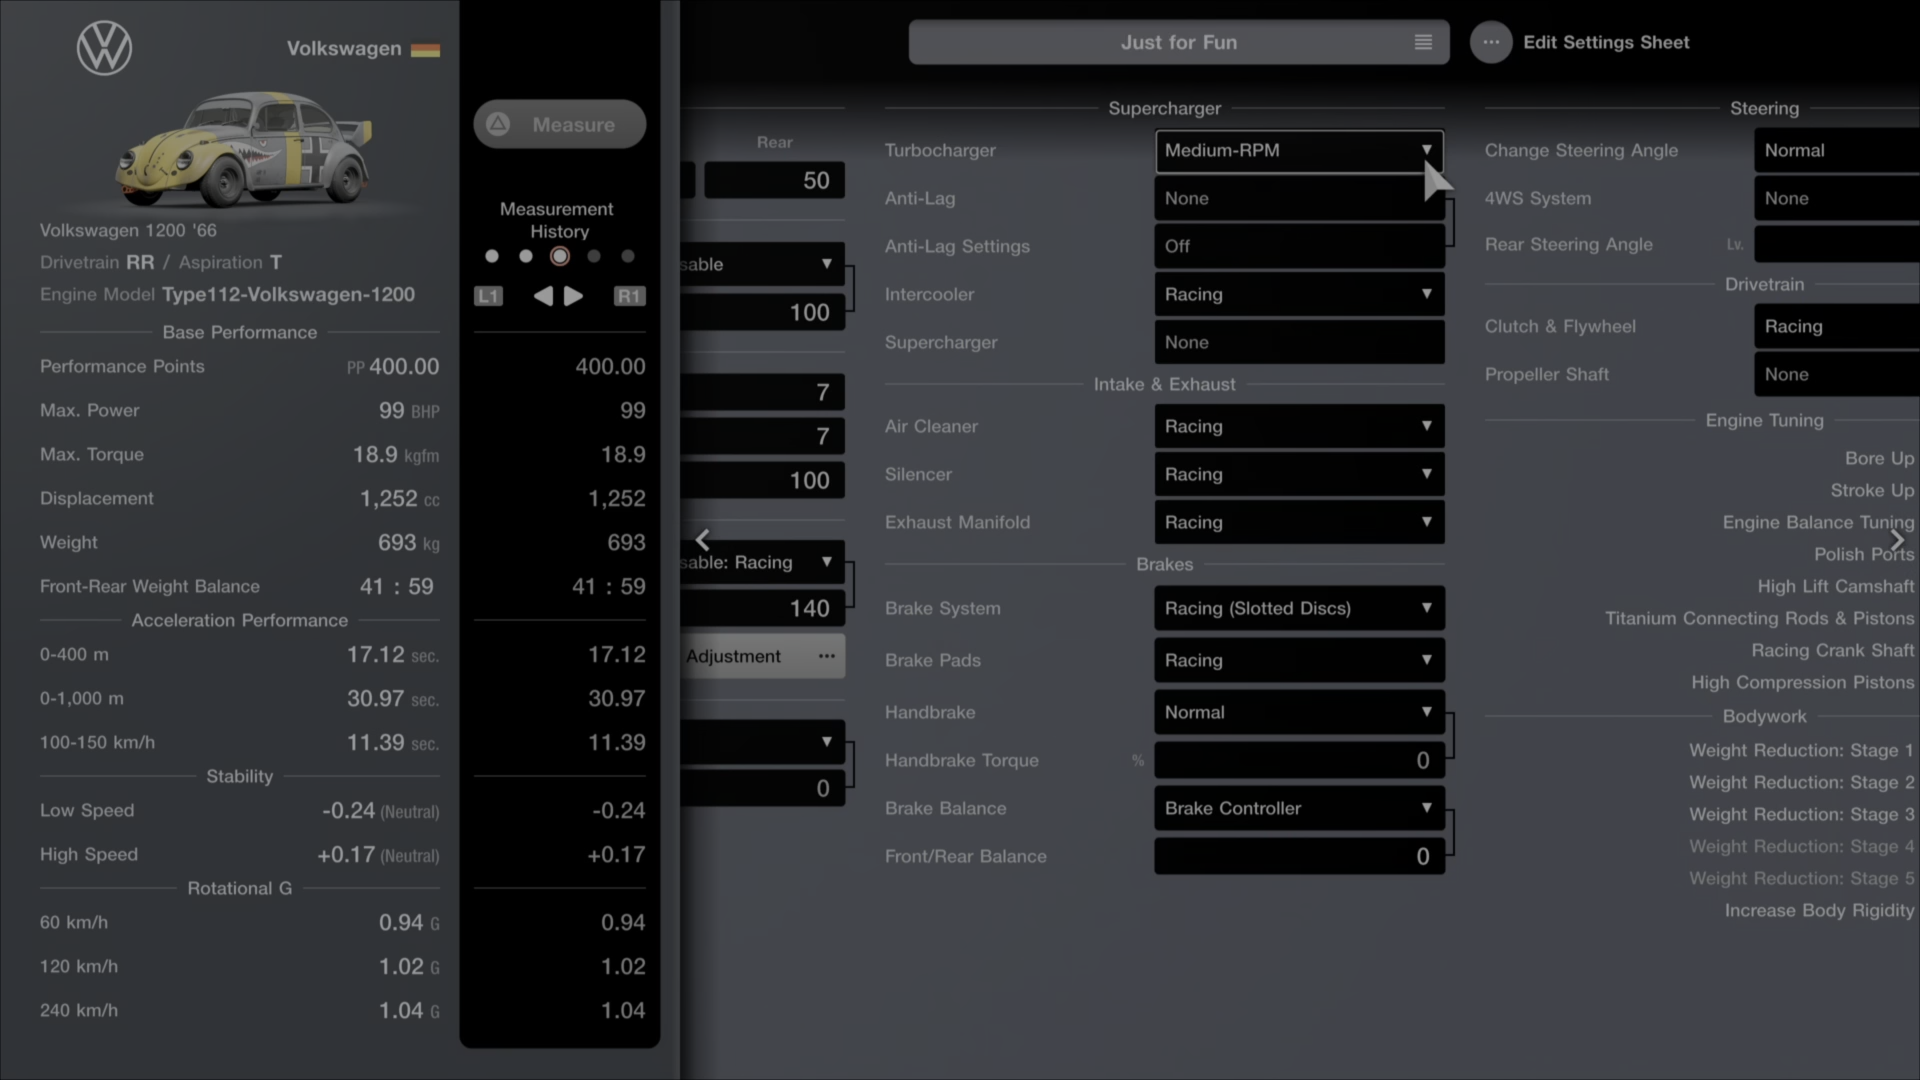 Volkswagen
Volkswagen 1200 '66
Drivetrain RR / Aspiration T
Engine Model Type112-Volkswagen-1200
Base Performance
Performance Points PP 400.00
Max. Power 99 BHP
Max. Torque 18.9 kgfm
Displacement 1,252 cc
Weight 693 kg
Front-Rear Weight Balance 41 : 59
Acceleration Performance
0-400 m 17.12 sec.
0-1,000 m 30.97 sec.
100-150 km/h 11.39 sec.
Stability
Low Speed -0.24 (Neutral)
High Speed +0.17 (Neutral)
Rotational G
60 km/h 0.94 G
120 km/h 1.02 G
240 km/h 1.04 G
Measure
Measurement
History
L1 R1
400.00
99
18.9
1,252
693
41 : 59
17.12
30.97
11.39
-0.24
+0.17
0.94
1.02
1.04
Just for Fun
Edit Settings Sheet
Rear
50
sable
100
7
7
100
sable: Racing
140
Adjustment
0
Supercharger
Turbocharger Medium-RPM
Anti-Lag None
Anti-Lag Settings Off
Intercooler Racing
Supercharger None
Intake & Exhaust
Air Cleaner Racing
Silencer Racing
Exhaust Manifold Racing
Brakes
Brake System Racing (Slotted Discs)
Brake Pads Racing
Handbrake Normal
Handbrake Torque % 0
Brake Balance Brake Controller
Front/Rear Balance 0
Steering
Change Steering Angle Normal
4WS System None
Rear Steering Angle Lv.
Drivetrain
Clutch & Flywheel Racing
Propeller Shaft None
Engine Tuning
Bore Up
Stroke Up
Engine Balance Tuning
Polish Ports
High Lift Camshaft
Titanium Connecting Rods & Pistons
Racing Crank Shaft
High Compression Pistons
Bodywork
Weight Reduction: Stage 1
Weight Reduction: Stage 2
Weight Reduction: Stage 3
Weight Reduction: Stage 4
Weight Reduction: Stage 5
Increase Body Rigidity